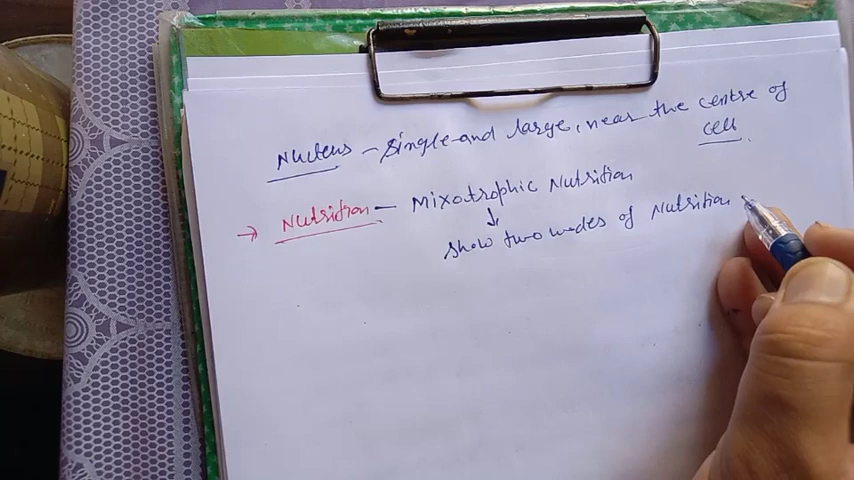 Nucleus - Single and large, near the centre of
cell.
→ Nutrition - Mixotrophic Nutrition
↓
show two modes of Nutrition